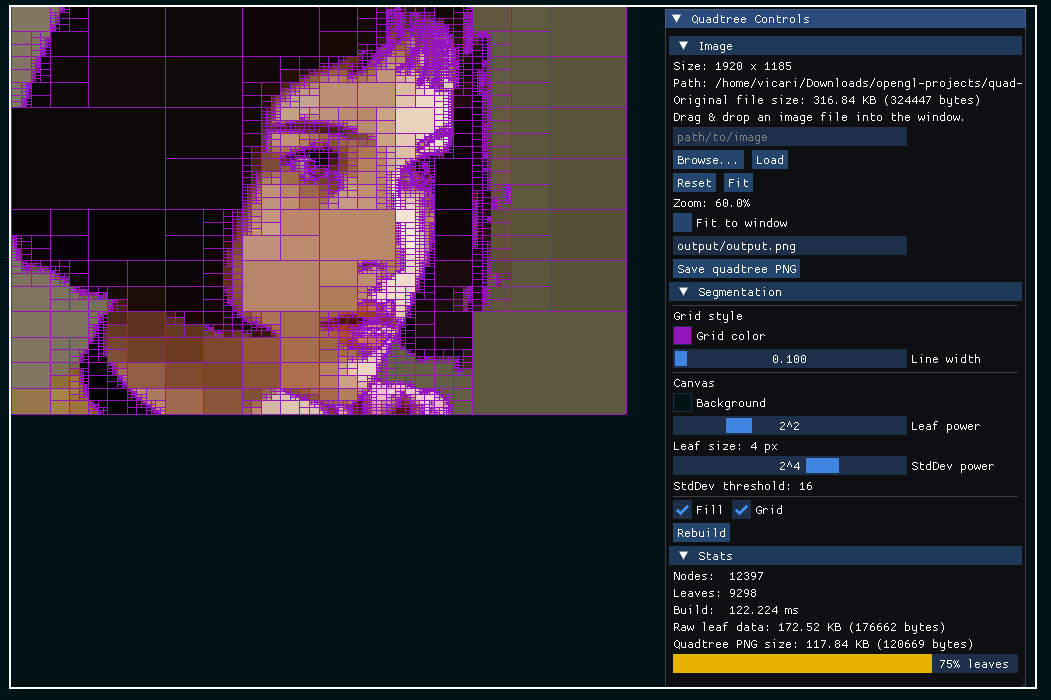 Quadtree Controls
Image
Size: 1920 x 1185
Path: /home/vicari/Downloads/opengl-projects/quad-
Original file size: 316.84 KB (324447 bytes)
Drag & drop an image file into the window.
path/to/image
Browse... Load
Reset Fit
Zoom: 60.0%
Fit to window
output/output.png
Save quadtree PNG
Segmentation
Grid style
Grid color
0.100 Line width
Canvas
Background
2^2 Leaf power
Leaf size: 4 px
2^4 StdDev power
StdDev threshold: 16
Fill Grid
Rebuild
Stats
Nodes: 12397
Leaves: 9298
Build: 122.224 ms
Raw leaf data: 172.52 KB (176662 bytes)
Quadtree PNG size: 117.84 KB (120669 bytes)
75% leaves